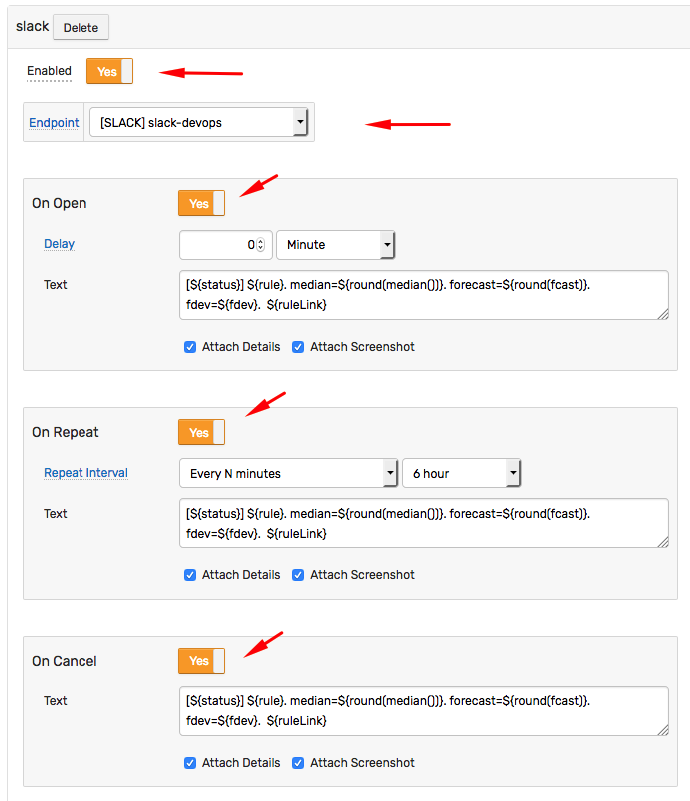 slack Delete
Enabled Yes
Endpoint [SLACK] slack-devops
On Open Yes
Delay 0 Minute
Text [${status}] ${rule}. median=${round(median())}. forecast=${round(fcast)}.
fdev=${fdev}. ${ruleLink}
Attach Details Attach Screenshot
On Repeat Yes
Repeat Interval Every N minutes 6 hour
Text [${status}] ${rule}. median=${round(median())}. forecast=${round(fcast)}.
fdev=${fdev}. ${ruleLink}
Attach Details Attach Screenshot
On Cancel Yes
Text [${status}] ${rule}. median=${round(median())}. forecast=${round(fcast)}.
fdev=${fdev}. ${ruleLink}
Attach Details Attach Screenshot